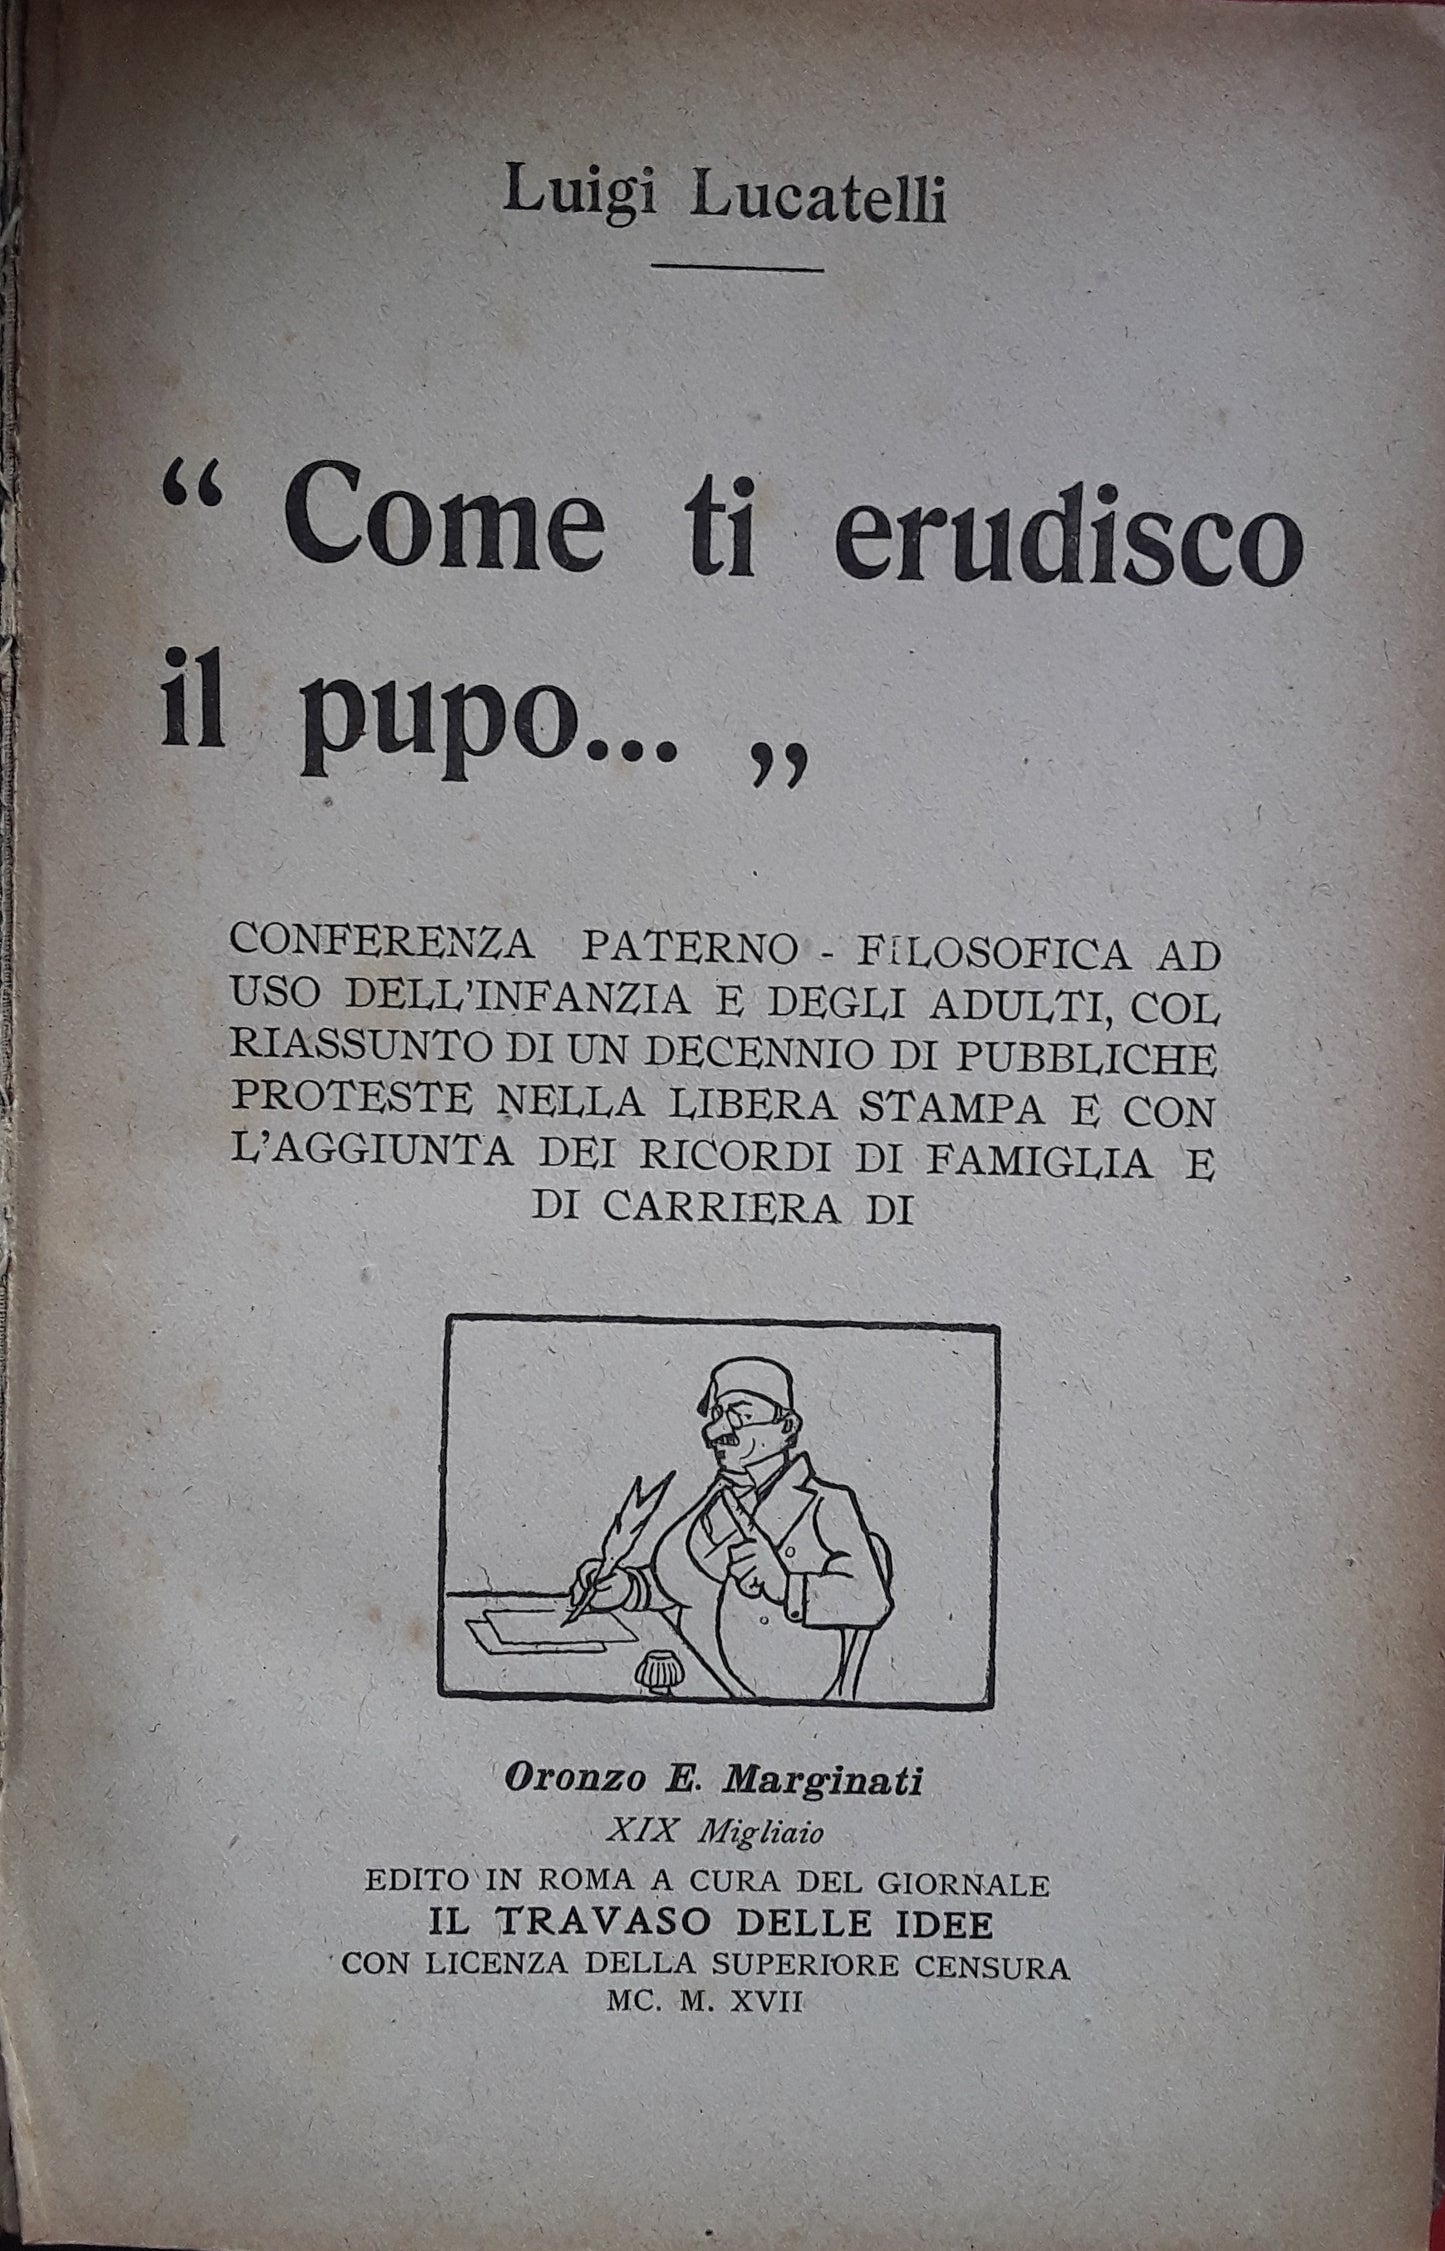 Luigi Lucatelli
“ Come ti erudisco
il pupo... „
CONFERENZA PATERNO - FILOSOFICA AD
USO DELL'INFANZIA E DEGLI ADULTI, COL
RIASSUNTO DI UN DECENNIO DI PUBBLICHE
PROTESTE NELLA LIBERA STAMPA E CON
L'AGGIUNTA DEI RICORDI DI FAMIGLIA E
DI CARRIERA DI
Oronzo E. Marginati
XIX Migliaio
EDITO IN ROMA A CURA DEL GIORNALE
IL TRAVASO DELLE IDEE
CON LICENZA DELLA SUPERIORE CENSURA
MC. M. XVII